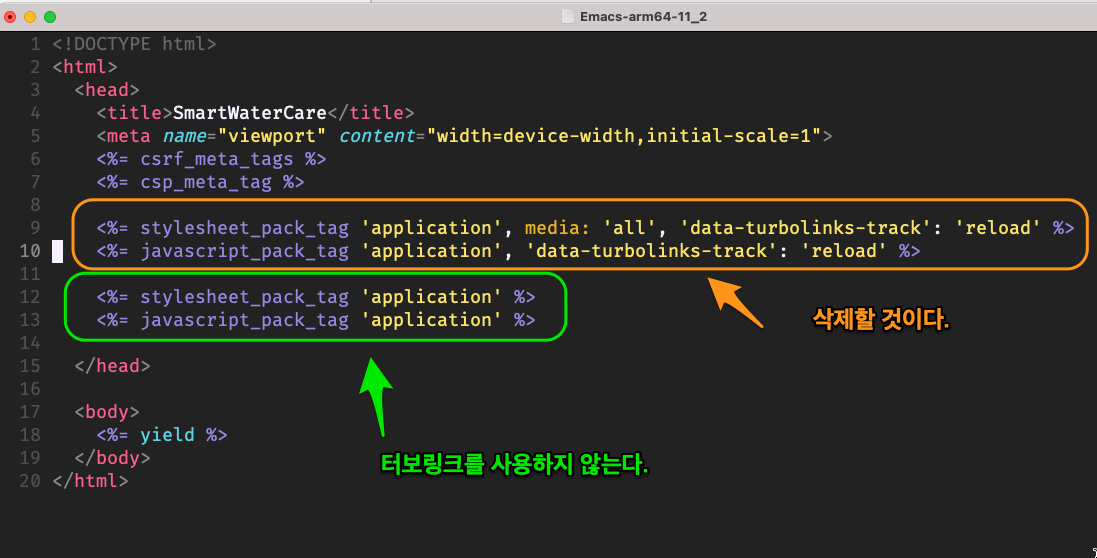 Emacs-arm64-11_2
1 <!DOCTYPE html>
2 <html>
3   <head>
4     <title>SmartWaterCare</title>
5     <meta name="viewport" content="width=device-width,initial-scale=1">
6     <%= csrf_meta_tags %>
7     <%= csp_meta_tag %>
8
9     <%= stylesheet_pack_tag 'application', media: 'all', 'data-turbolinks-track': 'reload' %>
10     <%= javascript_pack_tag 'application', 'data-turbolinks-track': 'reload' %>
11
12     <%= stylesheet_pack_tag 'application' %>
13     <%= javascript_pack_tag 'application' %>
삭제할 것이다.
14
15   </head>
16
17   <body>
18     <%= yield %>
19   </body>
터보링크를 사용하지 않는다.
20 </html>